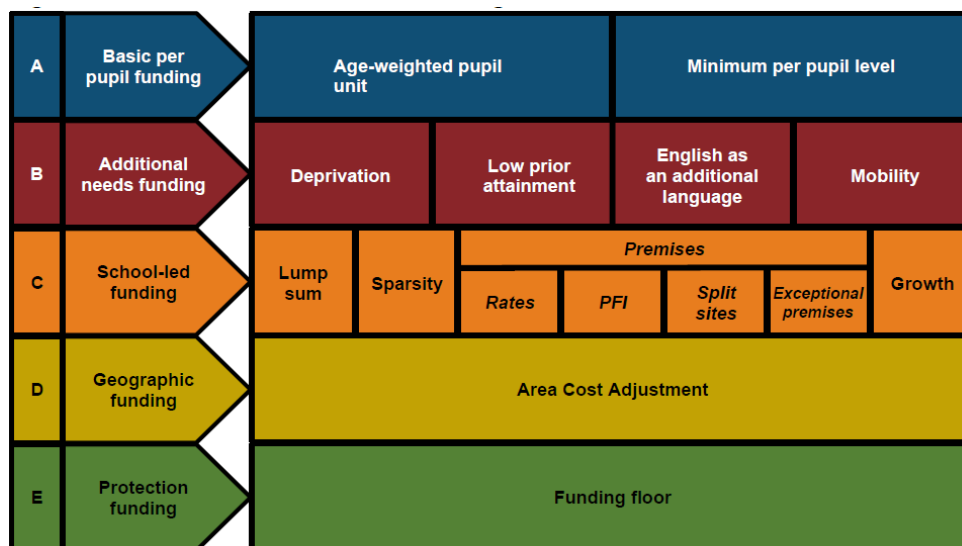 A
Basic per
pupil funding
Age-weighted pupil
unit
Minimum per pupil level
B
Additional
needs funding
Deprivation
Low prior
attainment
English as
an additional
language
Mobility
C
School-led
funding
Lump
sum
Sparsity
Premises
Rates
PFI
Split
sites
Exceptional
premises
Growth
D
Geographic
funding
Area Cost Adjustment
E
Protection
funding
Funding floor